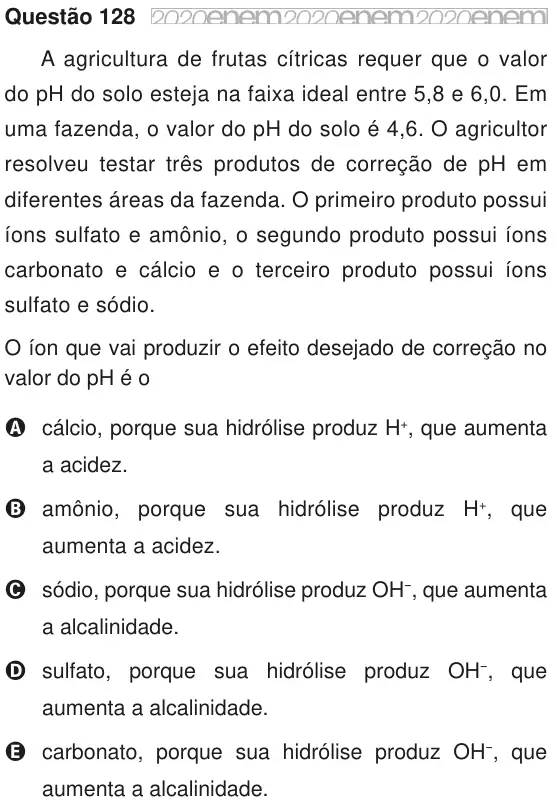 Questão 128 2020enem2020enem2020enem
A agricultura de frutas cítricas requer que o valor
do pH do solo esteja na faixa ideal entre 5,8 e 6,0. Em
uma fazenda, o valor do pH do solo é 4,6. O agricultor
resolveu testar três produtos de correção de pH em
diferentes áreas da fazenda. O primeiro produto possui
íons sulfato e amônio, o segundo produto possui íons
carbonato e cálcio e o terceiro produto possui íons
sulfato e sódio.
O íon que vai produzir o efeito desejado de correção no
valor do pH é o
A cálcio, porque sua hidrólise produz H⁺, que aumenta
a acidez.
B amônio, porque sua hidrólise produz H⁺, que
aumenta a acidez.
C sódio, porque sua hidrólise produz OH⁻, que aumenta
a alcalinidade.
D sulfato, porque sua hidrólise produz OH⁻, que
aumenta a alcalinidade.
E carbonato, porque sua hidrólise produz OH⁻, que
aumenta a alcalinidade.